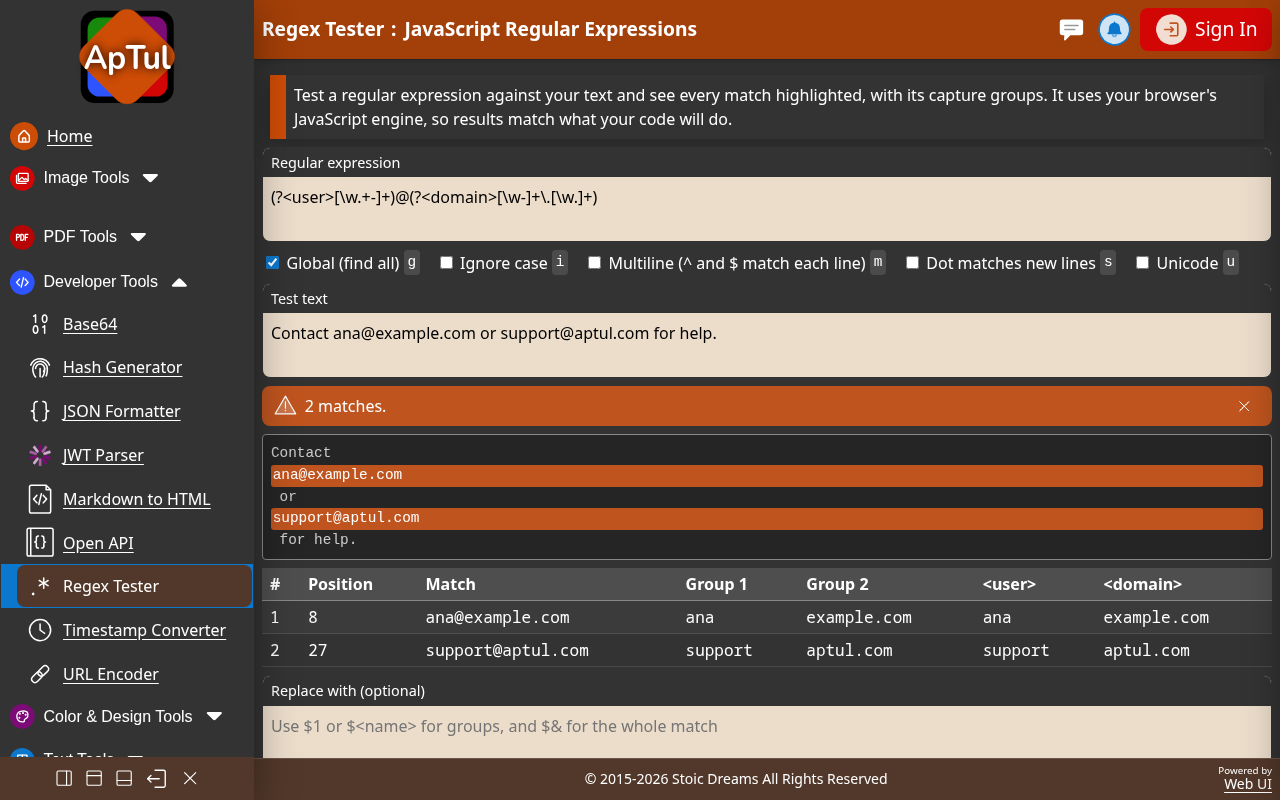 ApTul
Home
Image Tools
PDF Tools
Developer Tools
Base64
Hash Generator
JSON Formatter
JWT Parser
Markdown to HTML
Open API
Regex Tester
Timestamp Converter
URL Encoder
Color & Design Tools
Regex Tester : JavaScript Regular Expressions
Sign In
Test a regular expression against your text and see every match highlighted, with its capture groups. It uses your browser's
JavaScript engine, so results match what your code will do.
Regular expression
(?<user>[\w.+-]+)@(?<domain>[\w-]+\.[\w.]+)
Global (find all) g Ignore case i Multiline (^ and $ match each line) m Dot matches new lines s Unicode u
Test text
Contact ana@example.com or support@aptul.com for help.
2 matches.
Contact
ana@example.com
or
support@aptul.com
for help.
# Position Match Group 1 Group 2 <user> <domain>
1 8 ana@example.com ana example.com ana example.com
2 27 support@aptul.com support aptul.com support aptul.com
Replace with (optional)
Use $1 or $<name> for groups, and $& for the whole match
© 2015-2026 Stoic Dreams All Rights Reserved
Powered by
Web UI